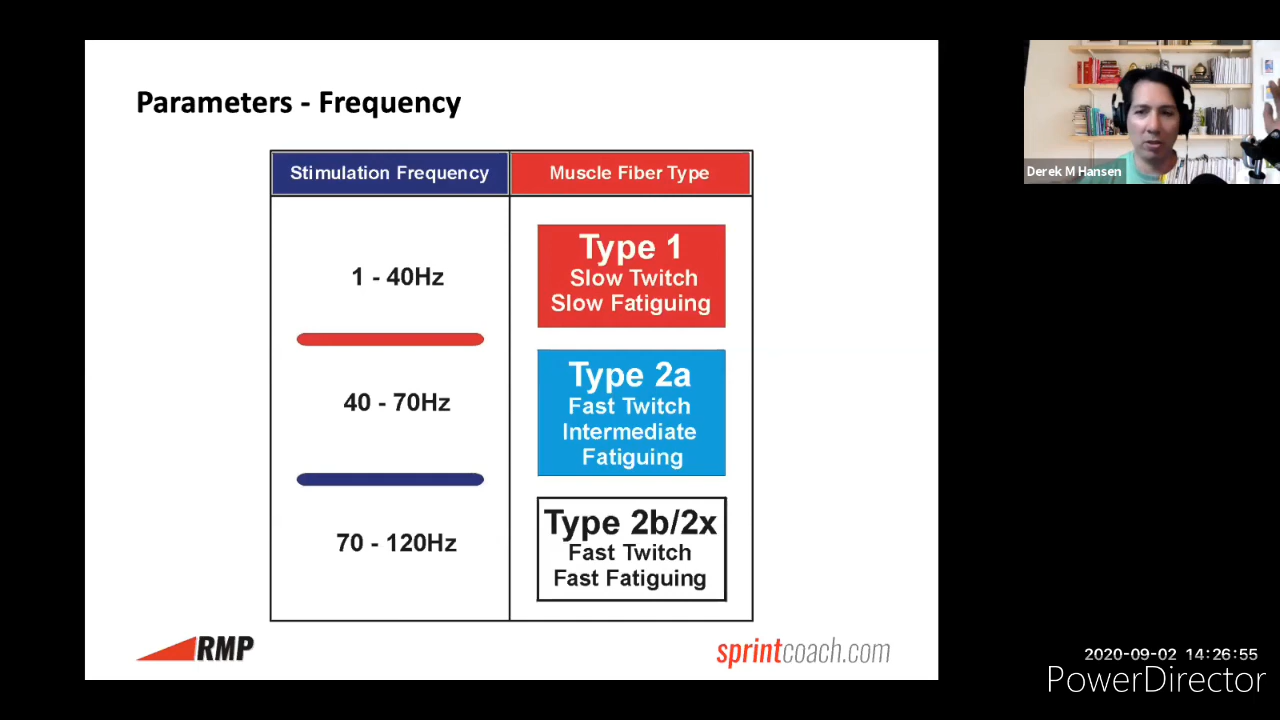 Parameters - Frequency
Stimulation Frequency
Muscle Fiber Type
1 - 40Hz
Type 1
Slow Twitch
Slow Fatiguing
40 - 70Hz
Type 2a
Fast Twitch
Intermediate
Fatiguing
70 - 120Hz
Type 2b/2x
Fast Twitch
Fast Fatiguing
RMP
sprintcoach.com
Derek M Hansen
2020-09-02 14:26:55
PowerDirector